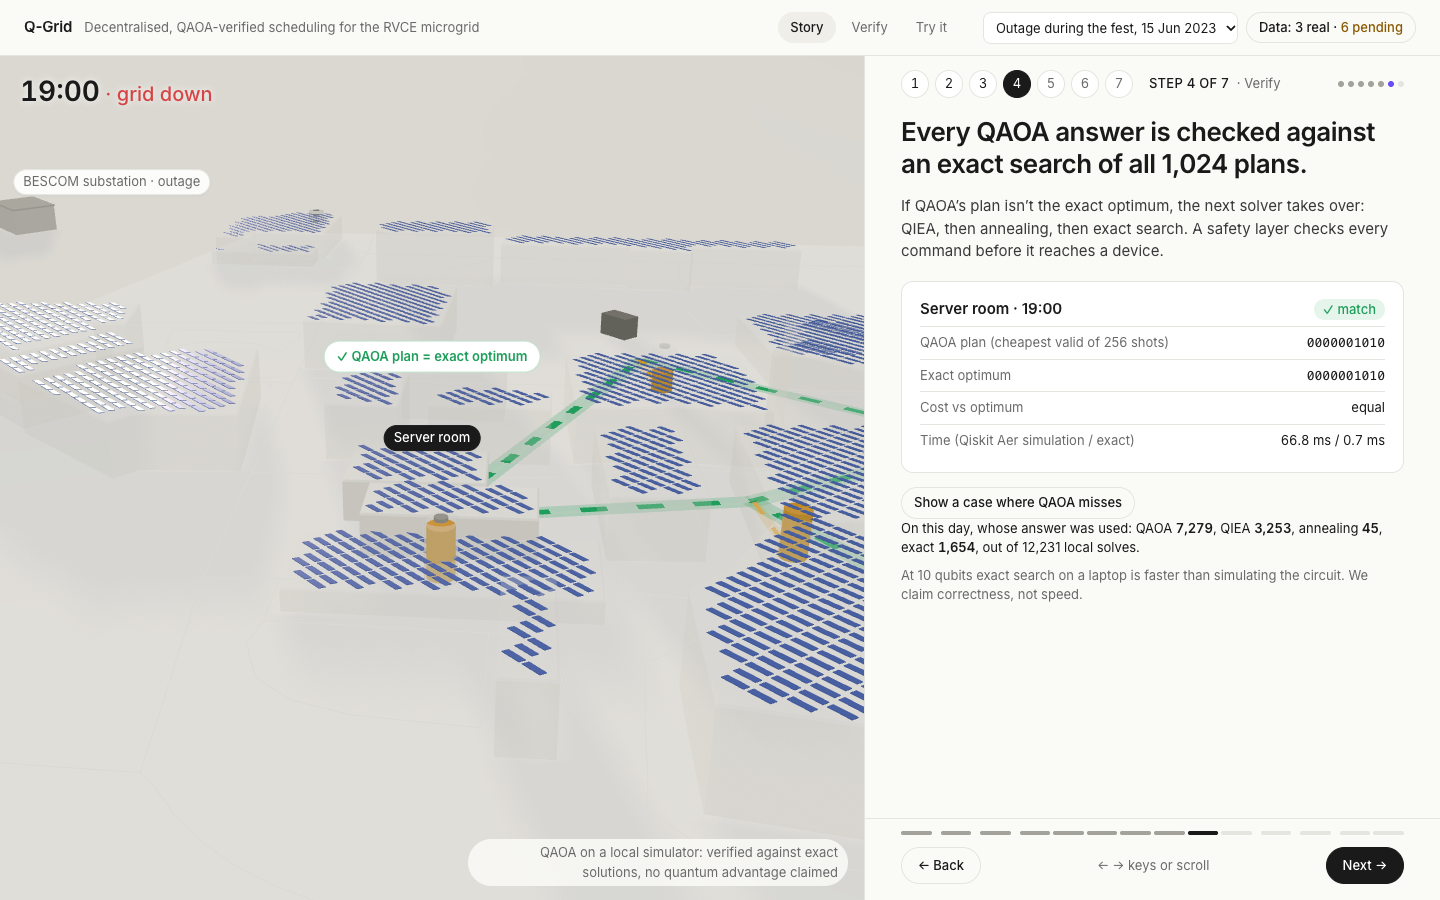 Q-Grid Decentralised, QAOA-verified scheduling for the RVCE microgrid
Story Verify Try it
Outage during the fest, 15 Jun 2023
Data: 3 real · 6 pending
19:00 · grid down
BESCOM substation · outage
✓ QAOA plan = exact optimum
Server room
QAOA on a local simulator: verified against exact
solutions, no quantum advantage claimed
1 2 3 4 5 6 7 STEP 4 OF 7 · Verify
Every QAOA answer is checked against
an exact search of all 1,024 plans.
If QAOA’s plan isn’t the exact optimum, the next solver takes over:
QIEA, then annealing, then exact search. A safety layer checks every
command before it reaches a device.
Server room · 19:00 ✓ match
QAOA plan (cheapest valid of 256 shots) 0000001010
Exact optimum 0000001010
Cost vs optimum equal
Time (Qiskit Aer simulation / exact) 66.8 ms / 0.7 ms
Show a case where QAOA misses
On this day, whose answer was used: QAOA 7,279, QIEA 3,253, annealing 45,
exact 1,654, out of 12,231 local solves.
At 10 qubits exact search on a laptop is faster than simulating the circuit. We
claim correctness, not speed.
← Back ← → keys or scroll Next →